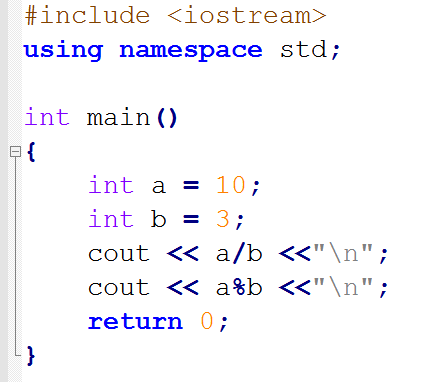 #include <iostream>
using namespace std;

int main()
{
    int a = 10;
    int b = 3;
    cout << a/b <<"\n";
    cout << a%b <<"\n";
    return 0;
}